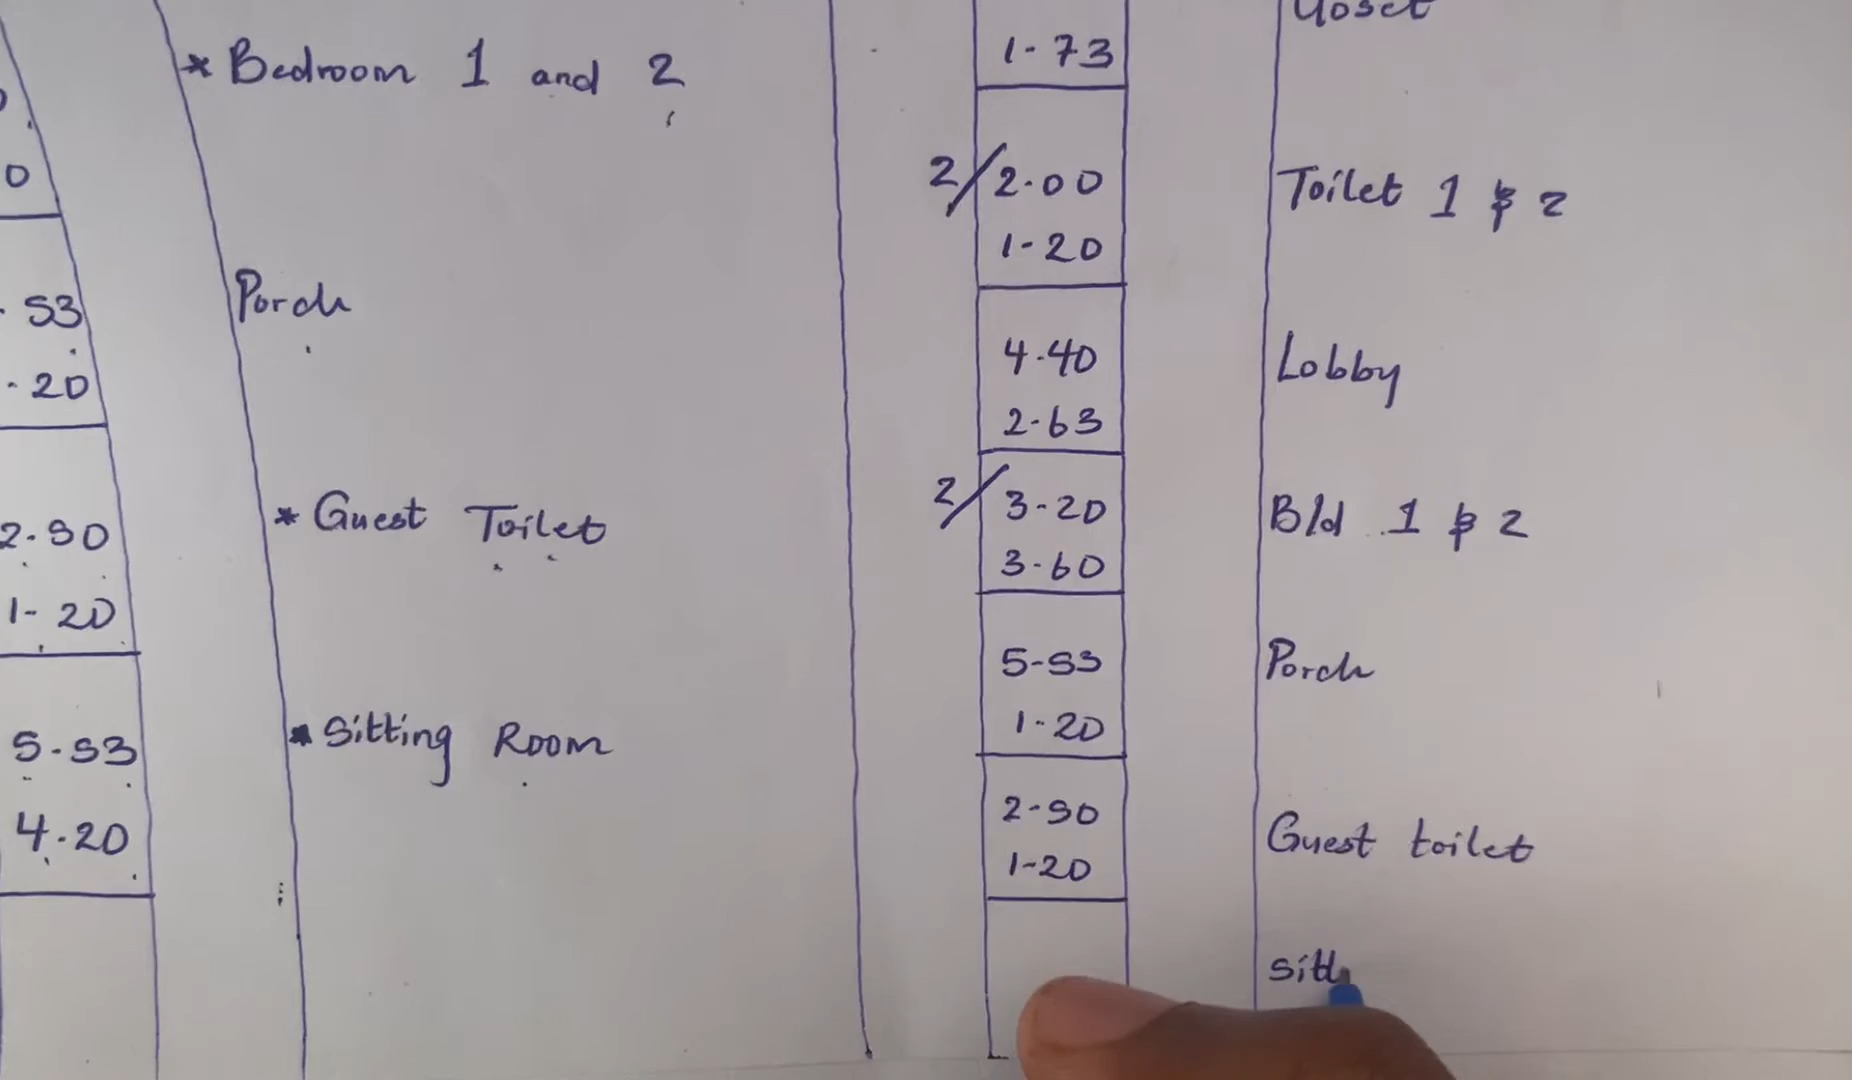 * Bedroom 1 and 2
0
. 53
. 20
Porch
2.90
1-20
* Guest Toilet
5-53
4.20
* Sitting Room
Closet
1-73
2/ 2.00
1-20
Toilet 1 & 2
4.40
2-63
Lobby
2/ 3-20
3-60
B/d 1 & 2
5-53
1-20
Porch
2-90
1-20
Guest toilet
sitt